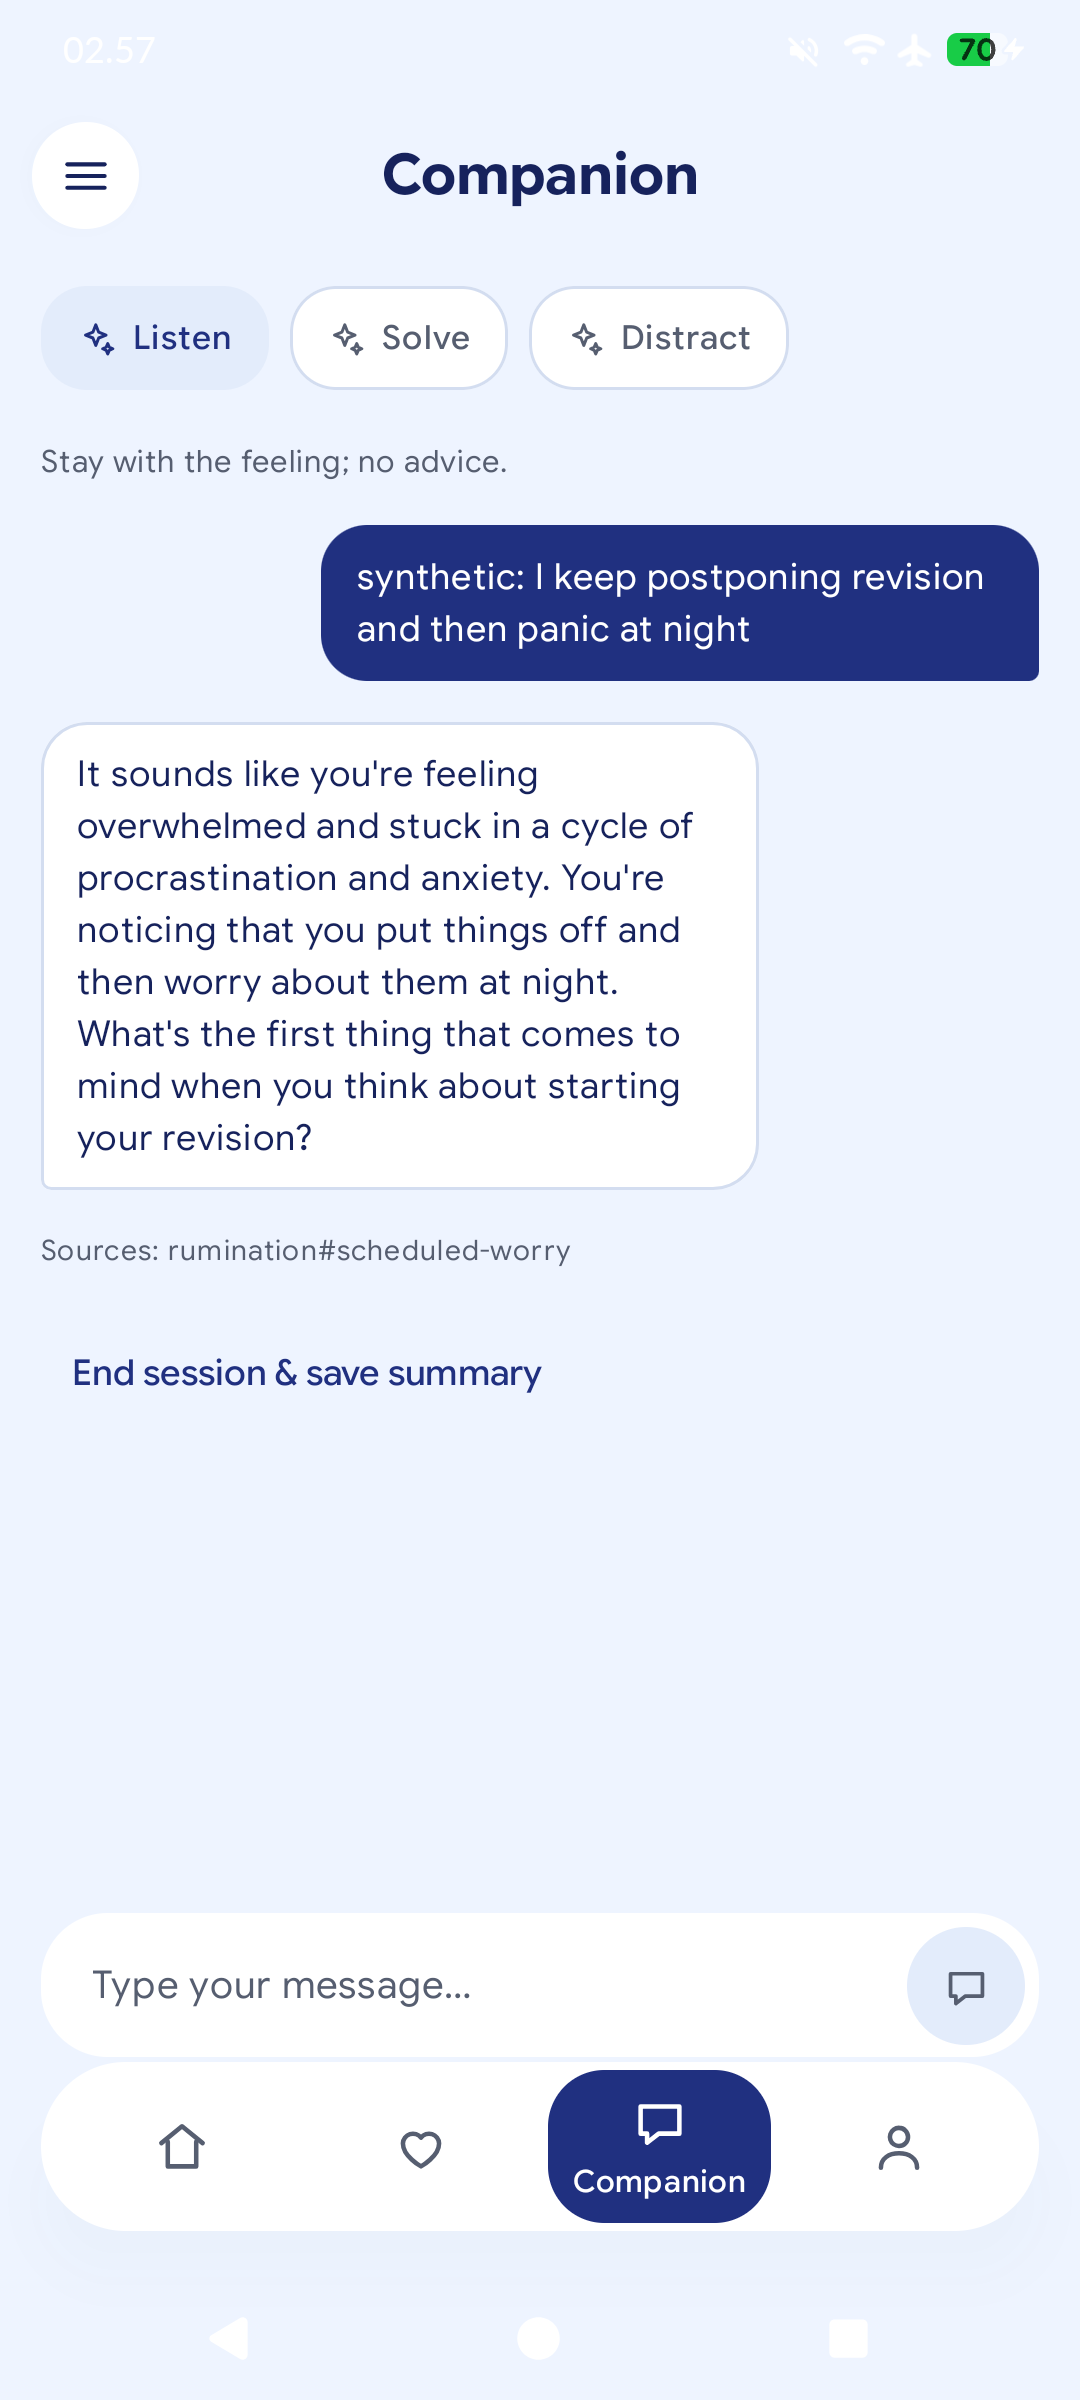 02.57
70
Companion
Listen
Solve
Distract
Stay with the feeling; no advice.
synthetic: I keep postponing revision
and then panic at night
It sounds like you're feeling
overwhelmed and stuck in a cycle of
procrastination and anxiety. You're
noticing that you put things off and
then worry about them at night.
What's the first thing that comes to
mind when you think about starting
your revision?
Sources: rumination#scheduled-worry
End session & save summary
Type your message...
Companion